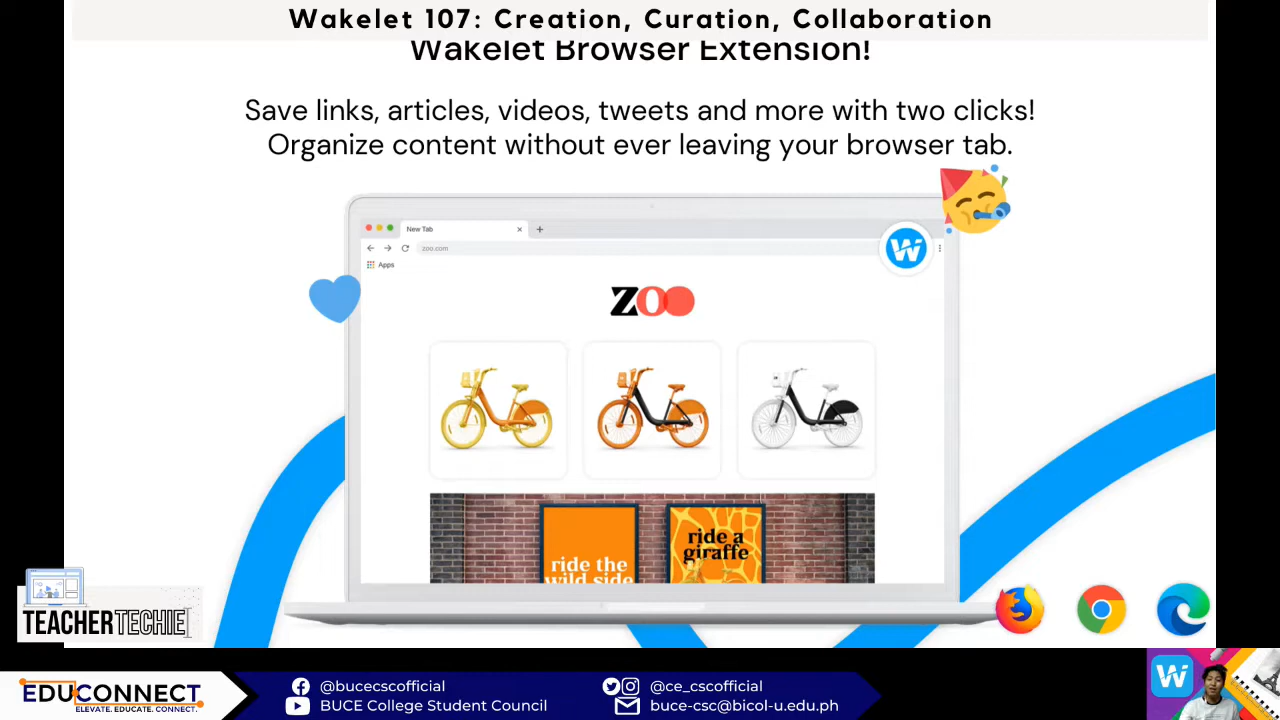 Wakelet 107: Creation, Curation, Collaboration
Wakelet Browser Extension!
Save links, articles, videos, tweets and more with two clicks!
Organize content without ever leaving your browser tab.
New Tab
zoo.com
Apps
ZOO
ride the
wild side
ride a
giraffe
TEACHERTECHIE
EDUCONNECT
ELEVATE. EDUCATE. CONNECT.
@bucecscofficial
BUCE College Student Council
@ce_cscofficial
buce-csc@bicol-u.edu.ph